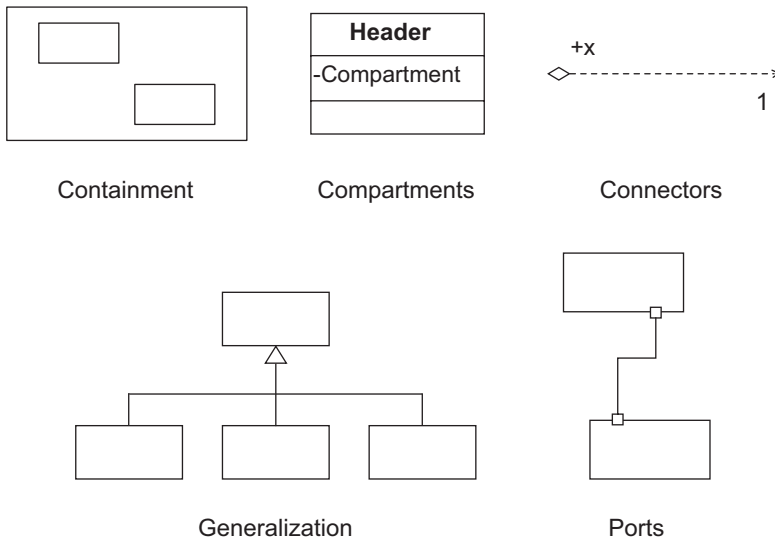 Header
-Compartment
+x
1
Containment
Compartments
Connectors
Generalization
Ports